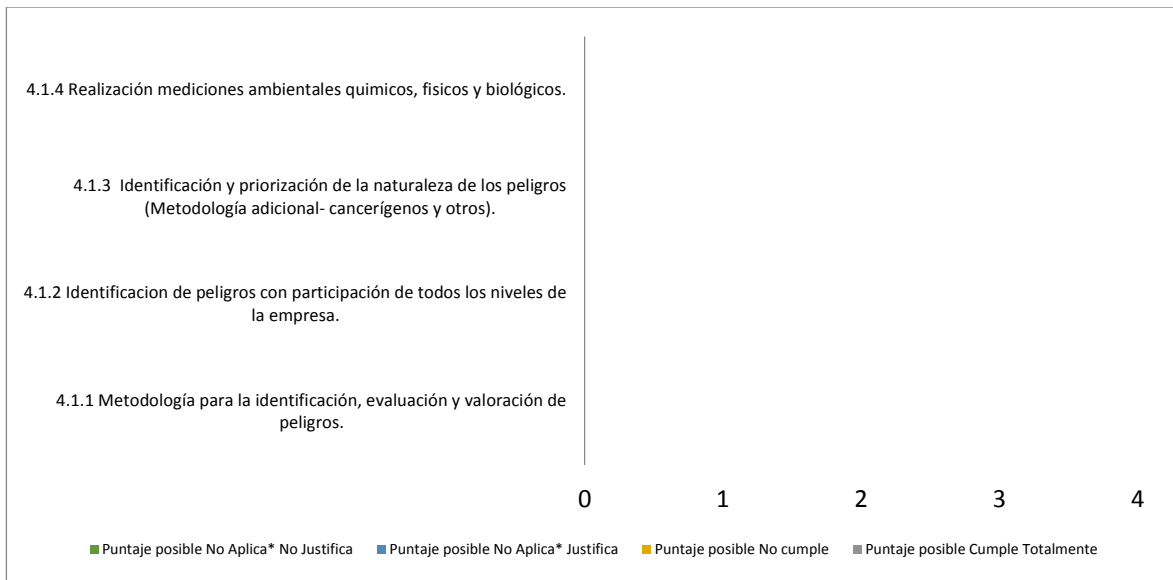 4.1.4 Realización mediciones ambientales quimicos, fisicos y biológicos.
4.1.3  Identificación y priorización de la naturaleza de los peligros
(Metodología adicional- cancerígenos y otros).
4.1.2 Identificacion de peligros con participación de todos los niveles de
la empresa.
4.1.1 Metodología para la identificación, evaluación y valoración de
peligros.
0 1 2 3 4
Puntaje posible No Aplica* No Justifica Puntaje posible No Aplica* Justifica Puntaje posible No cumple Puntaje posible Cumple Totalmente